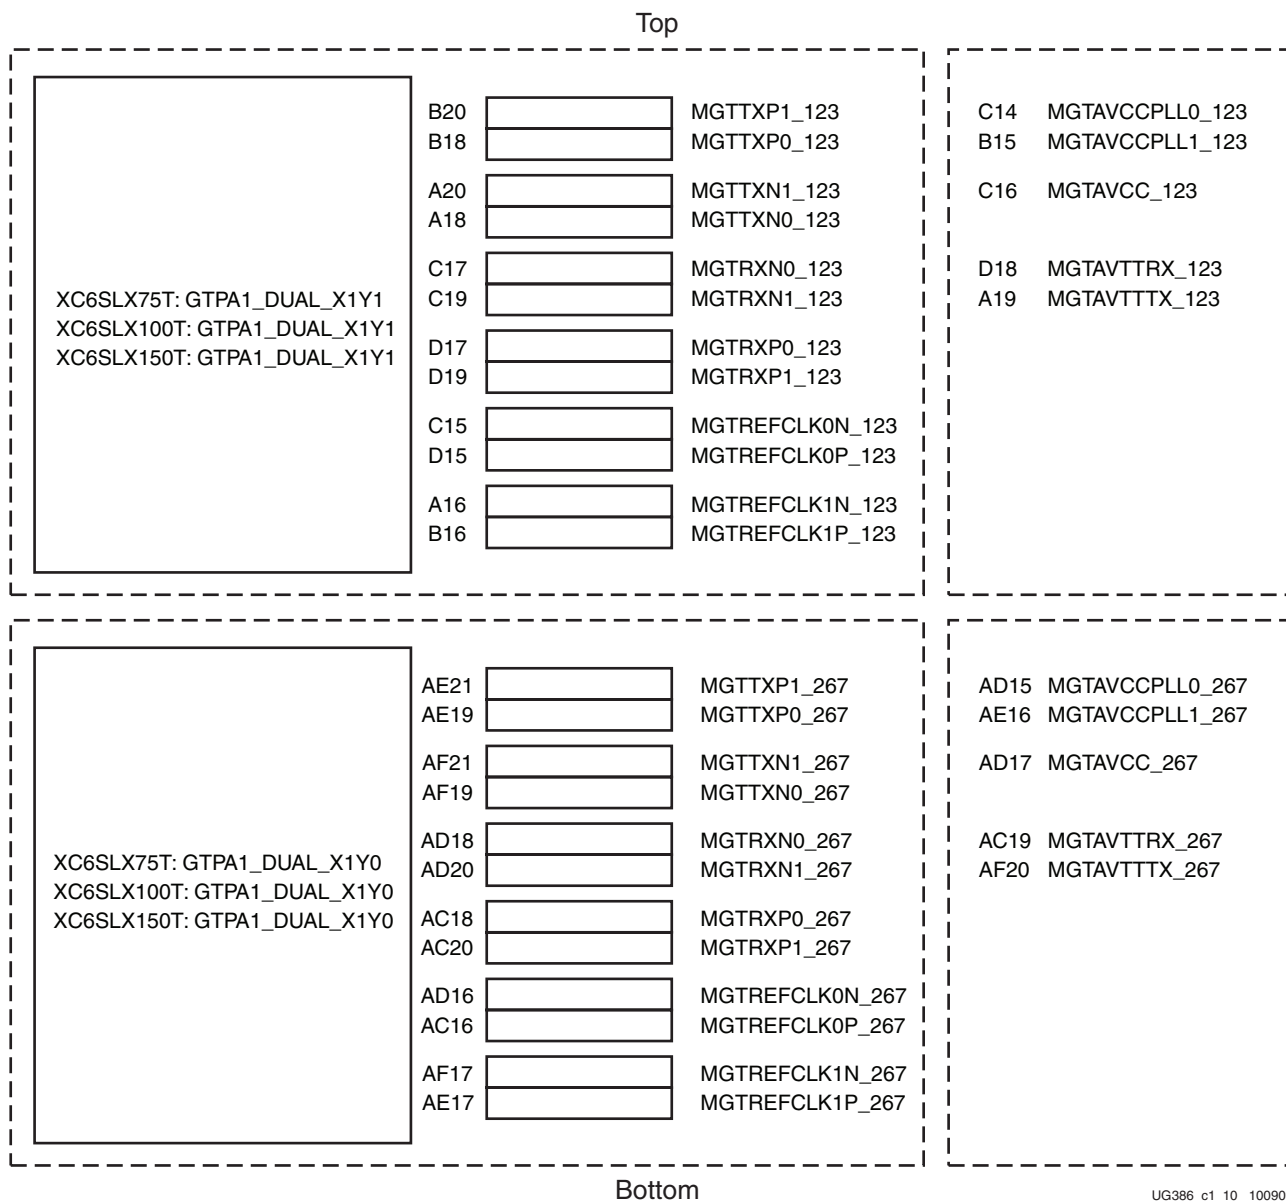 Top
B20 MGTTXP1_123
B18 MGTTXP0_123
A20 MGTTXN1_123
A18 MGTTXN0_123
C17 MGTRXN0_123
C19 MGTRXN1_123
D17 MGTRXP0_123
D19 MGTRXP1_123
C15 MGTREFCLK0N_123
D15 MGTREFCLK0P_123
A16 MGTREFCLK1N_123
B16 MGTREFCLK1P_123
XC6SLX75T: GTPA1_DUAL_X1Y1
XC6SLX100T: GTPA1_DUAL_X1Y1
XC6SLX150T: GTPA1_DUAL_X1Y1
C14 MGTAVCCPLL0_123
B15 MGTAVCCPLL1_123
C16 MGTAVCC_123
D18 MGTAVTTRX_123
A19 MGTAVTTTX_123
AE21 MGTTXP1_267
AE19 MGTTXP0_267
AF21 MGTTXN1_267
AF19 MGTTXN0_267
AD18 MGTRXN0_267
AD20 MGTRXN1_267
AC18 MGTRXP0_267
AC20 MGTRXP1_267
AD16 MGTREFCLK0N_267
AC16 MGTREFCLK0P_267
AF17 MGTREFCLK1N_267
AE17 MGTREFCLK1P_267
XC6SLX75T: GTPA1_DUAL_X1Y0
XC6SLX100T: GTPA1_DUAL_X1Y0
XC6SLX150T: GTPA1_DUAL_X1Y0
AD15 MGTAVCCPLL0_267
AE16 MGTAVCCPLL1_267
AD17 MGTAVCC_267
AC19 MGTAVTTRX_267
AF20 MGTAVTTTX_267
Bottom
UG386_c1_10_10090